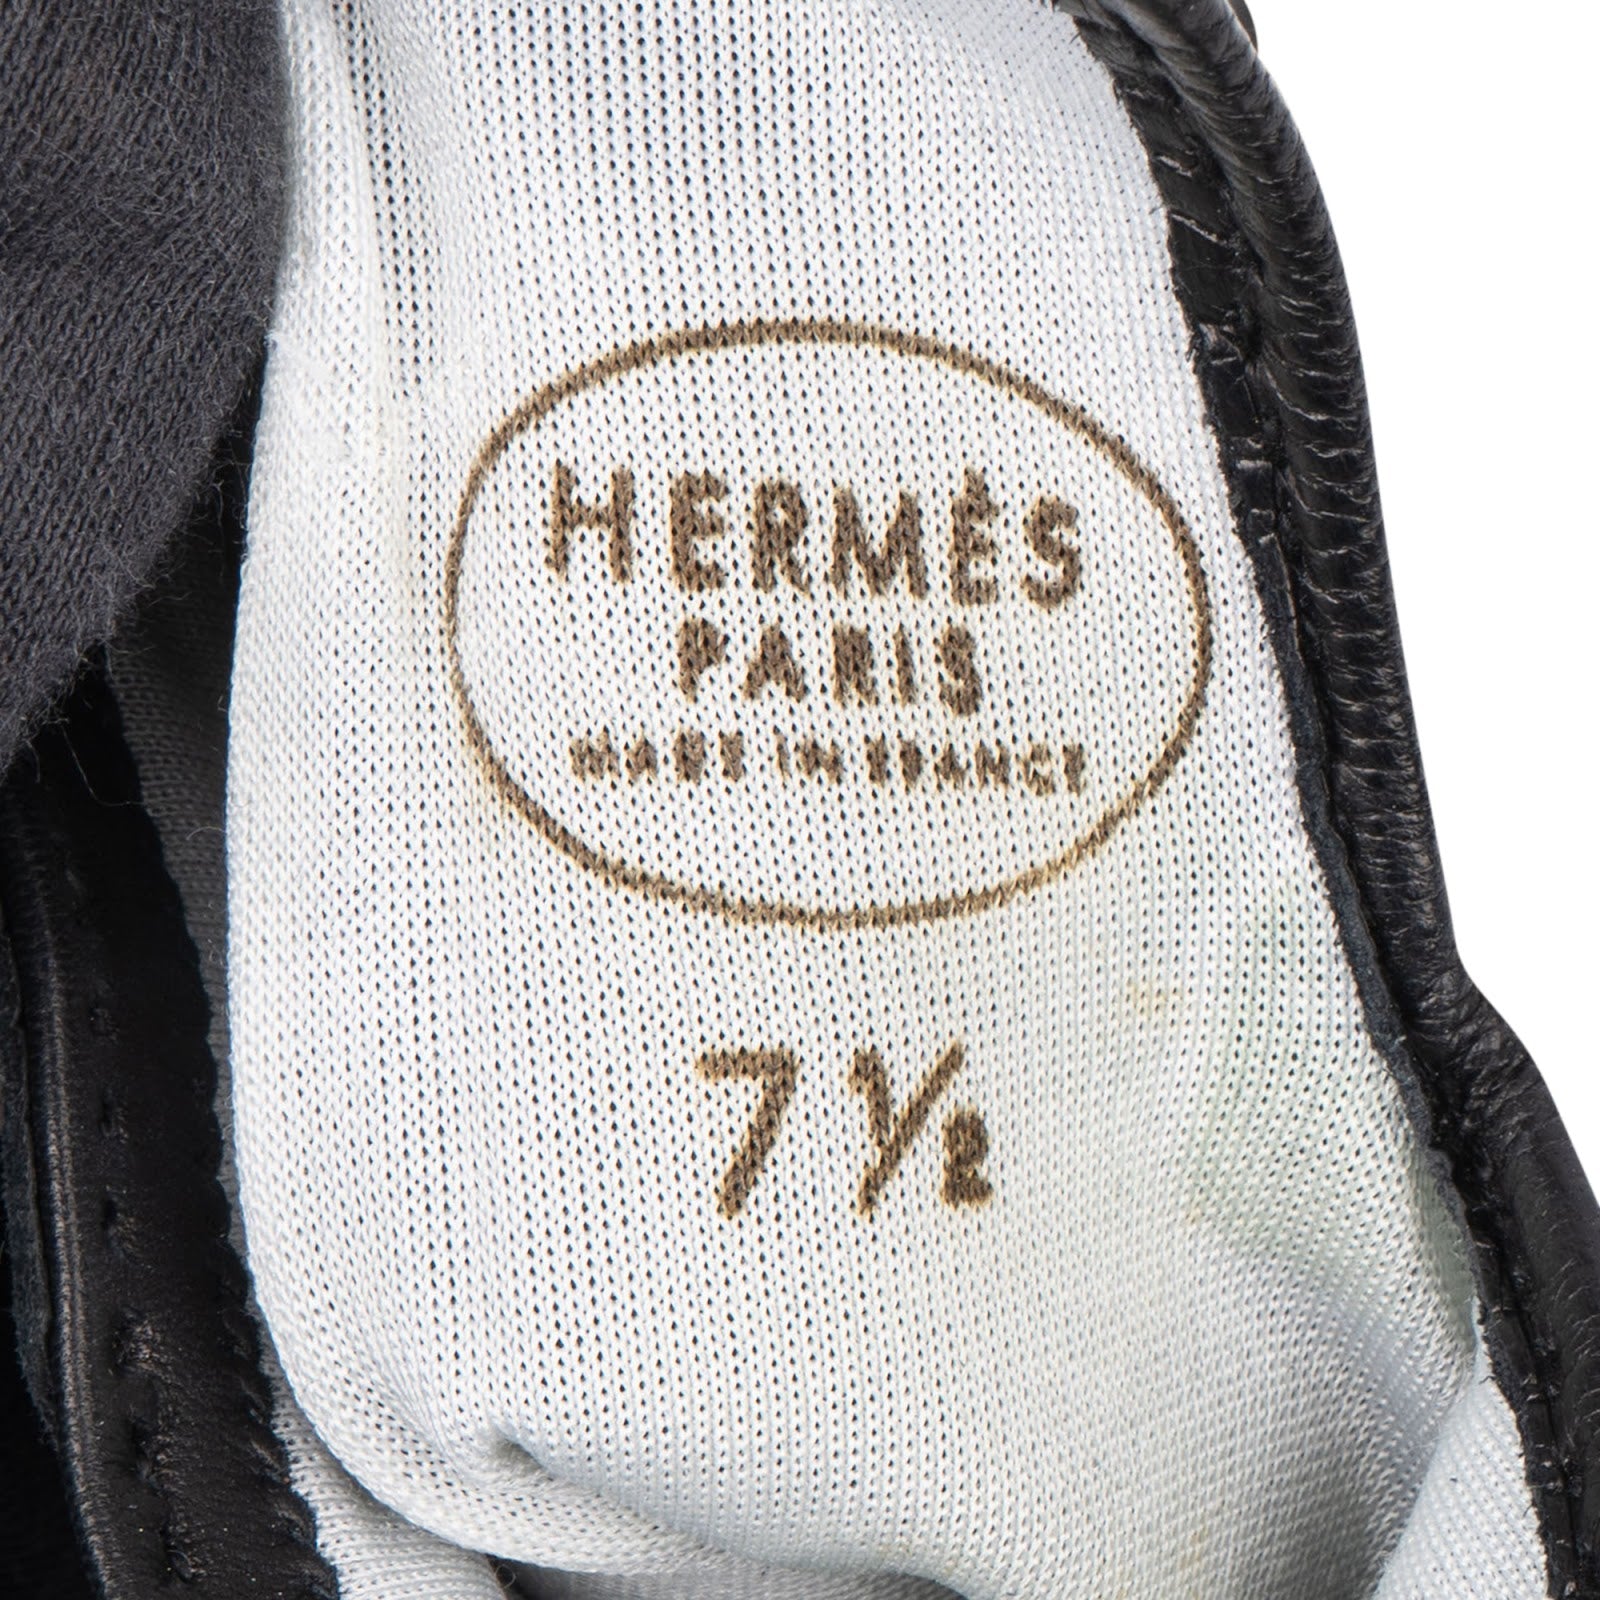 HERMÈS
PARIS
MADE IN FRANCE
7 ½